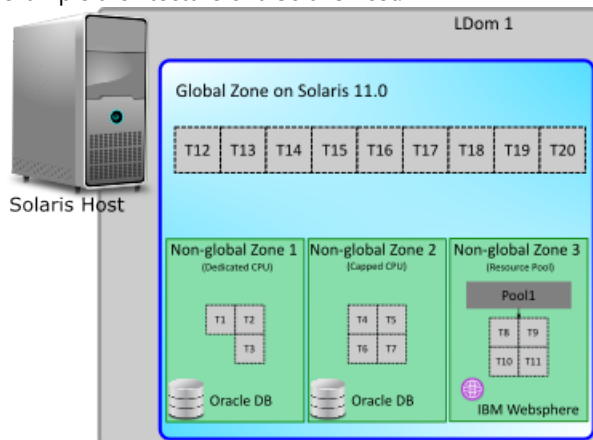 LDom 1
Global Zone on Solaris 11.0
T12 T13 T14 T15 T16 T17 T18 T19 T20
Solaris Host
Non-global Zone 1
(Dedicated CPU)
T1 T2
T3
Oracle DB
Non-global Zone 2
(Capped CPU)
T4 T5
T6 T7
Oracle DB
Non-global Zone 3
(Resource Pool)
Pool1
T8 T9
T10 T11
IBM Websphere